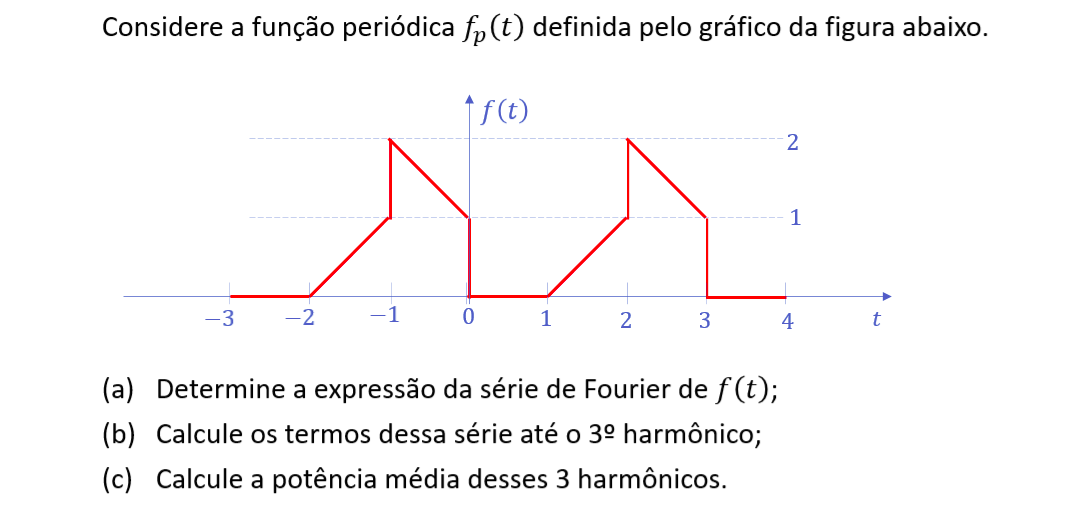 Considere a função periódica fₚ(t) definida pelo gráfico da figura abaixo.
f(t)
2
1
−3 −2 −1 0 1 2 3 4 t
(a) Determine a expressão da série de Fourier de f(t);
(b) Calcule os termos dessa série até o 3º harmônico;
(c) Calcule a potência média desses 3 harmônicos.